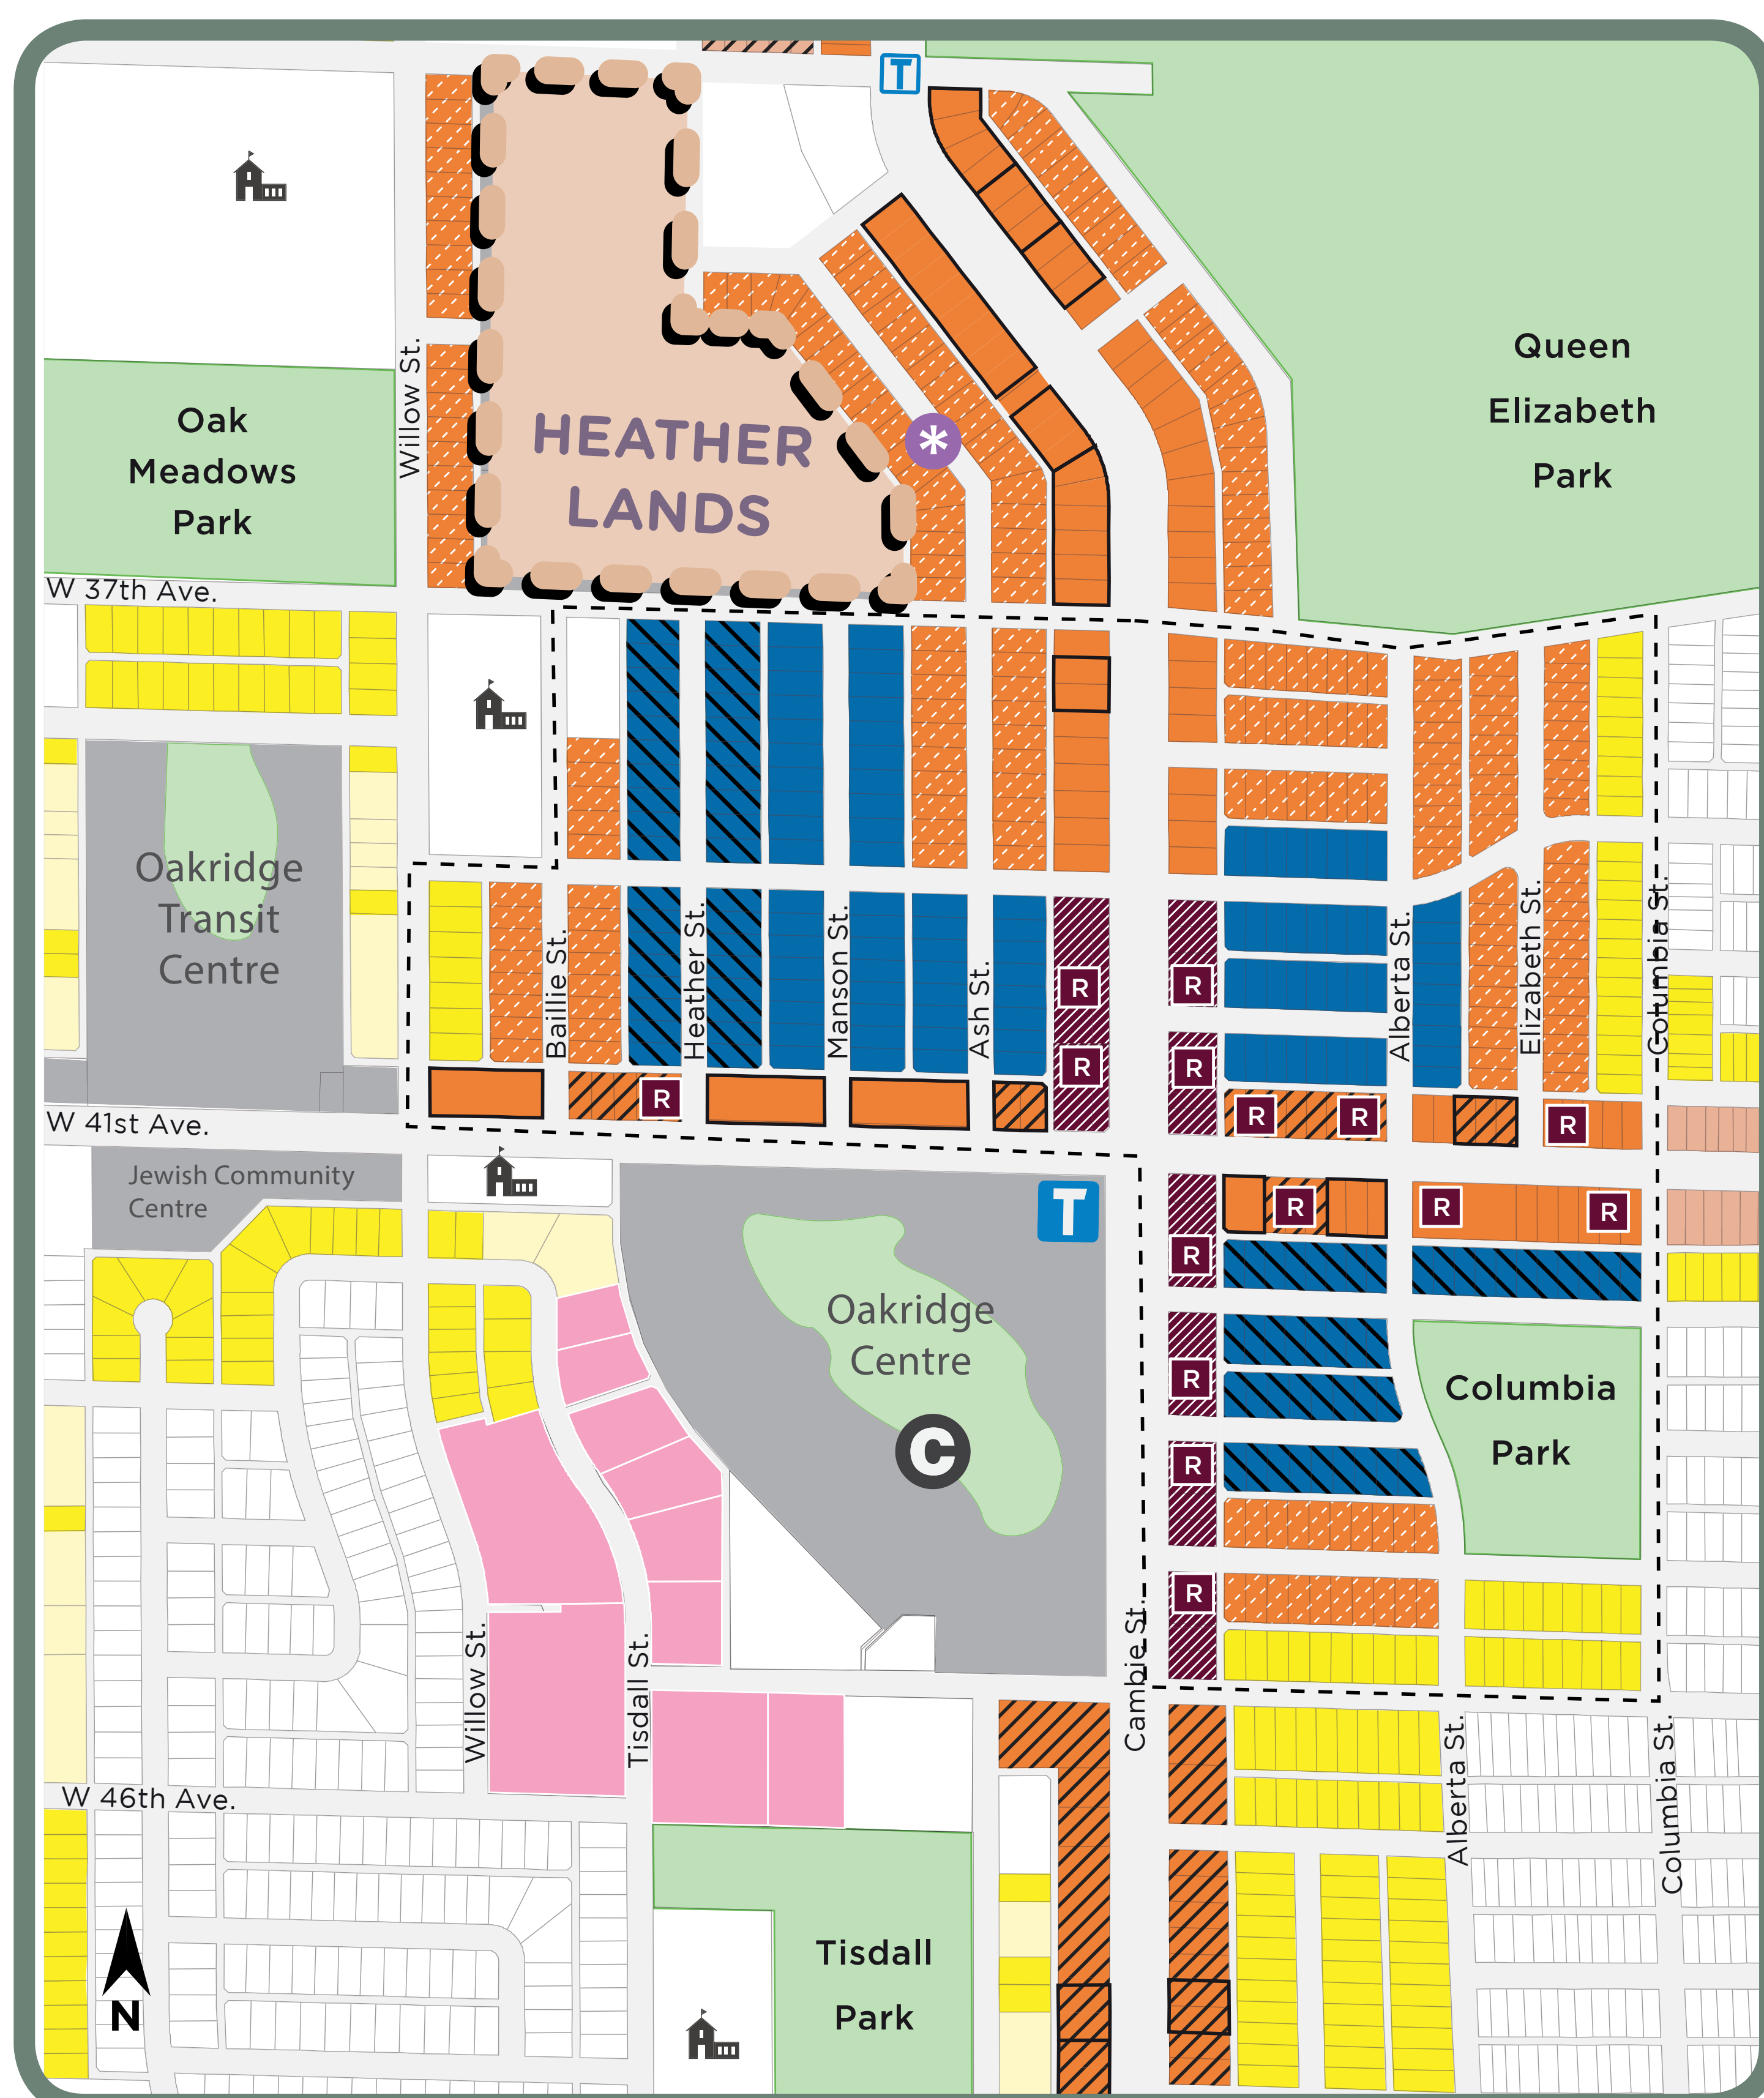 T
Willow St.
HEATHER
LANDS
*
Queen
Elizabeth
Park
Oak
Meadows
Park
W 37th Ave.
Oakridge
Transit
Centre
Baillie St.
Heather St.
Manson St.
Ash St.
Alberta St.
Elizabeth St.
Columbia St.
R
R
R
R
R
R
R
R
W 41st Ave.
Jewish Community
Centre
T
R
R
R
R
Oakridge
Centre
C
R
R
R
Columbia
Park
Willow St.
Tisdall St.
Cambie St.
Alberta St.
Columbia St.
W 46th Ave.
Tisdall
Park
N